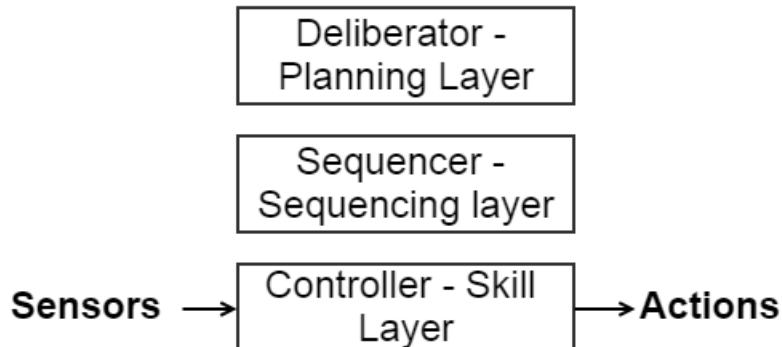 Deliberator -
Planning Layer
Sequencer -
Sequencing layer
Sensors
Controller - Skill
Layer
Actions